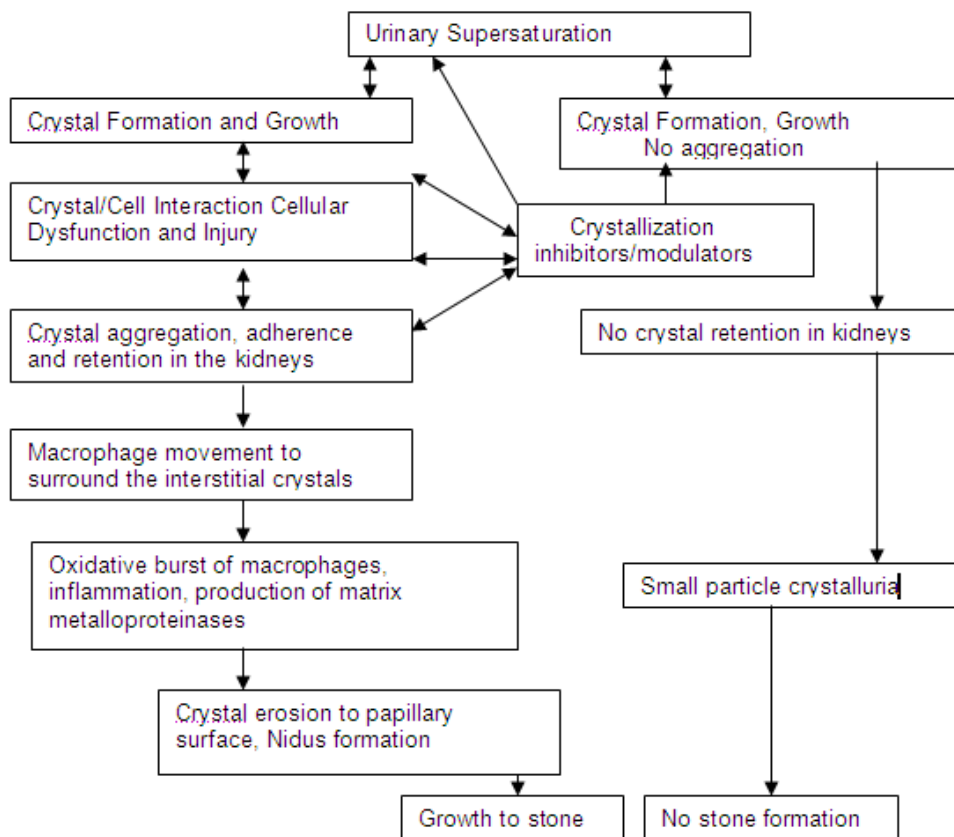 Urinary Supersaturation
Crystal Formation and Growth
Crystal Formation, Growth
No aggregation
Crystal/Cell Interaction Cellular
Dysfunction and Injury
Crystallization
inhibitors/modulators
Crystal aggregation, adherence
and retention in the kidneys
No crystal retention in kidneys
Macrophage movement to
surround the interstitial crystals
Oxidative burst of macrophages,
inflammation, production of matrix
metalloproteinases
Small particle crystalluria
Crystal erosion to papillary
surface, Nidus formation
Growth to stone
No stone formation